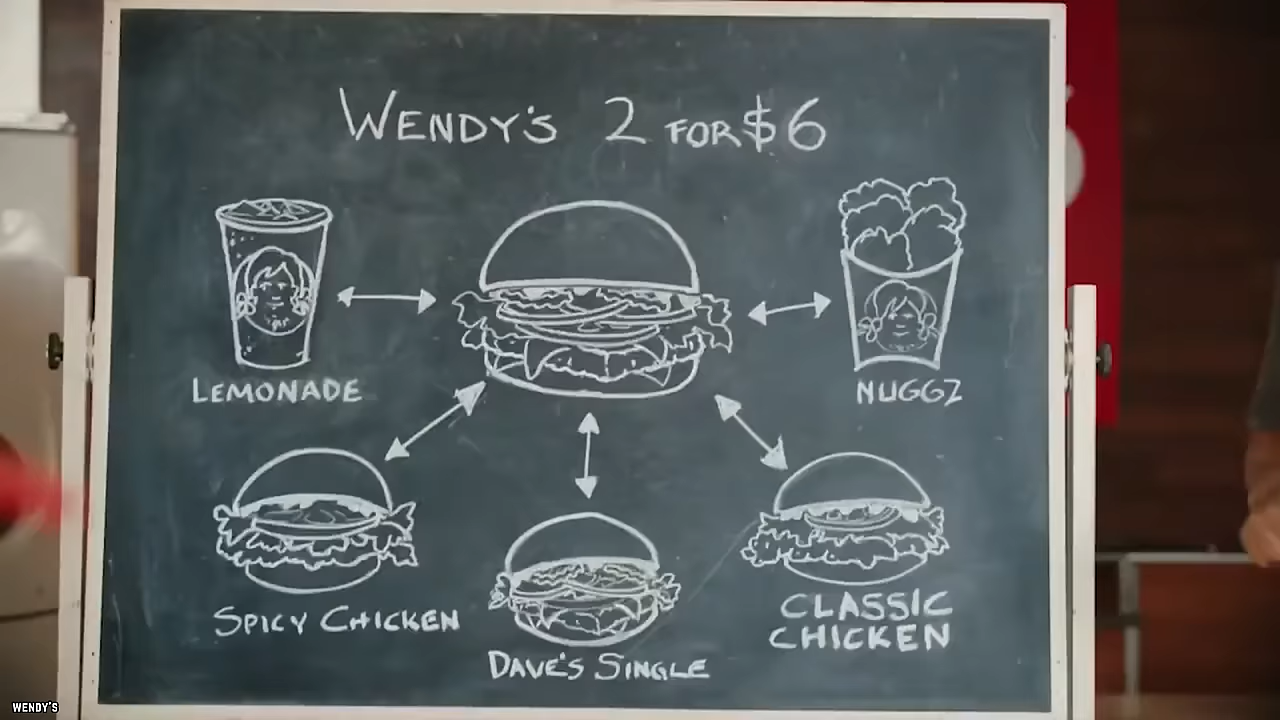 WENDY'S 2 FOR $6
LEMONADE
NUGGZ
SPICY CHICKEN
DAVE'S SINGLE
CLASSIC
CHICKEN
WENDY'S